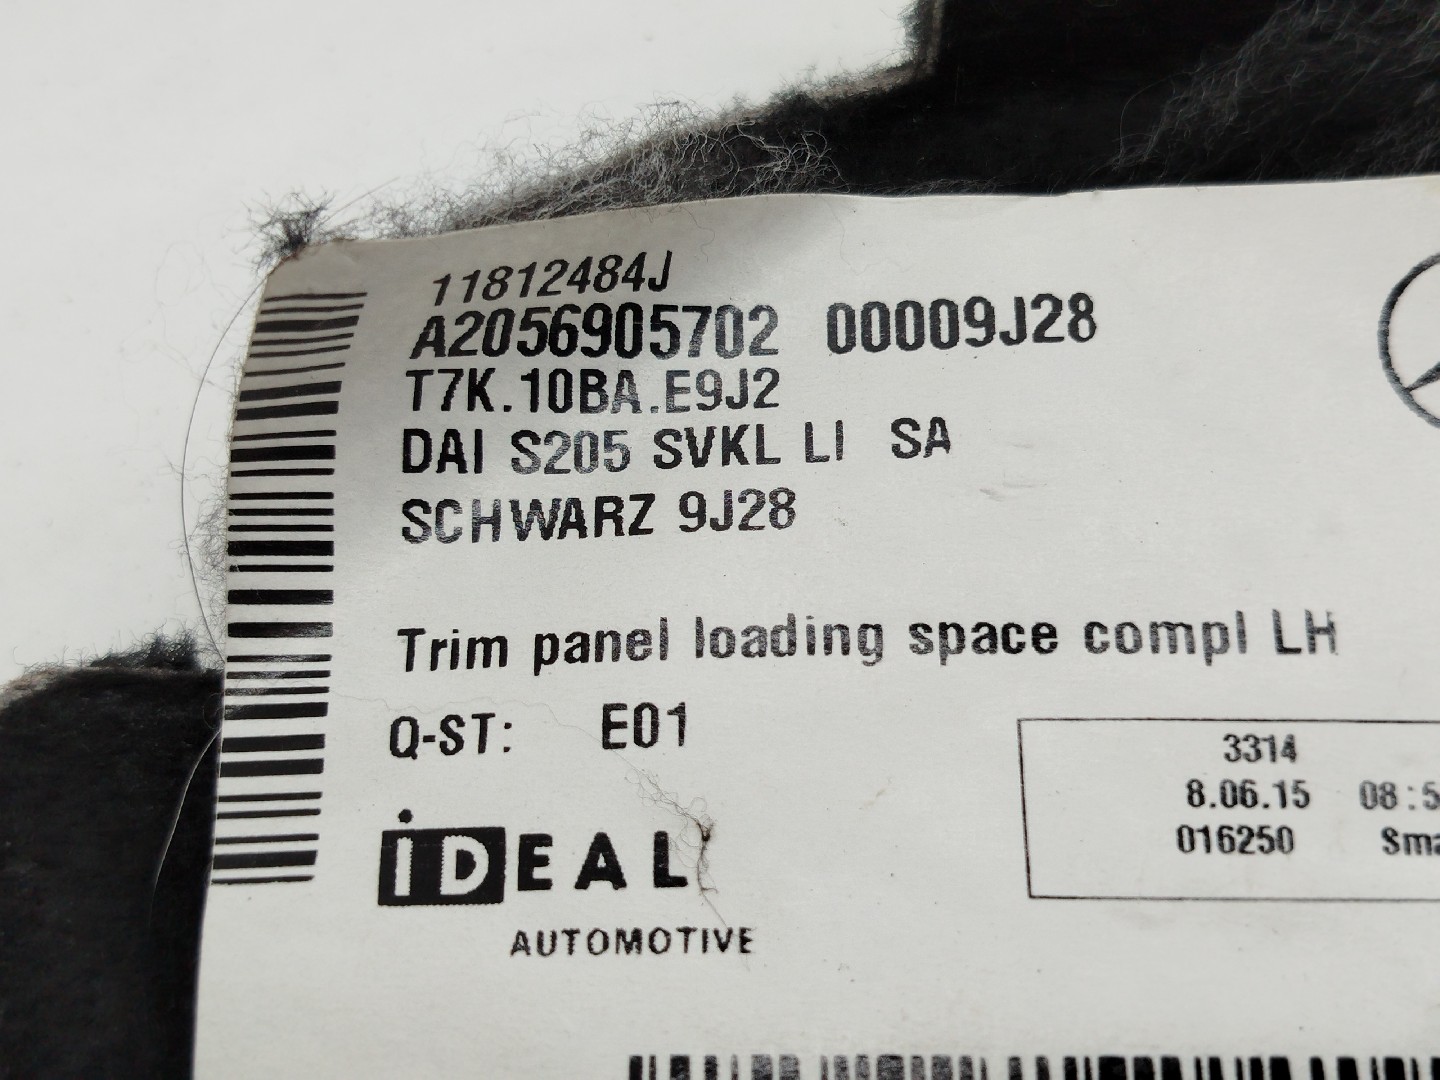 11812484J
A2056905702 00009J28
T7K.10BA.E9J2
DAI S205 SVKL LI SA
SCHWARZ 9J28
Trim panel loading space compl LH
Q-ST: E01
3314
8.06.15 08:5
016250 Sma
iDEAL
AUTOMOTIVE